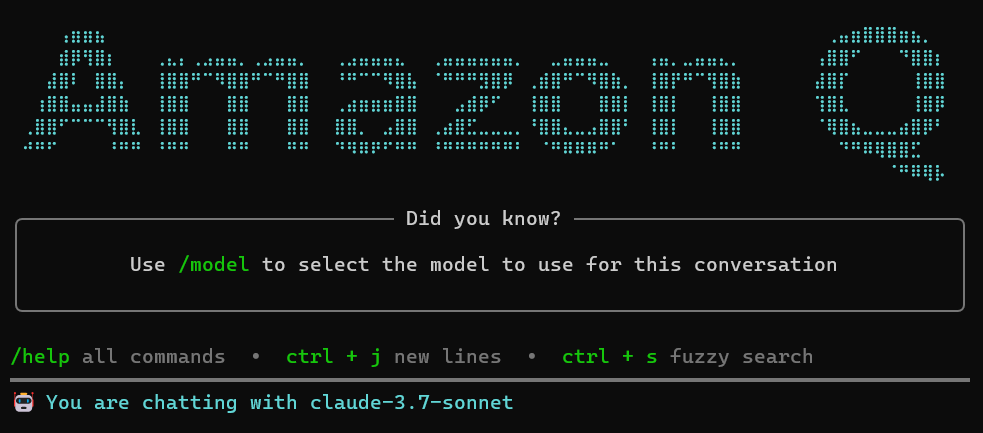 Amazon Q
Did you know?
Use /model to select the model to use for this conversation
/help all commands • ctrl + j new lines • ctrl + s fuzzy search
🤖 You are chatting with claude-3.7-sonnet